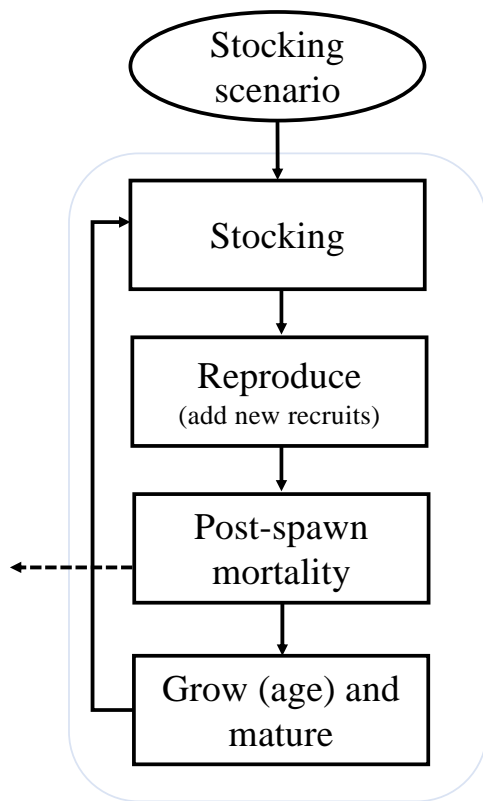 Stocking
scenario
Stocking
Reproduce
(add new recruits)
Post-spawn
mortality
Grow (age) and
mature